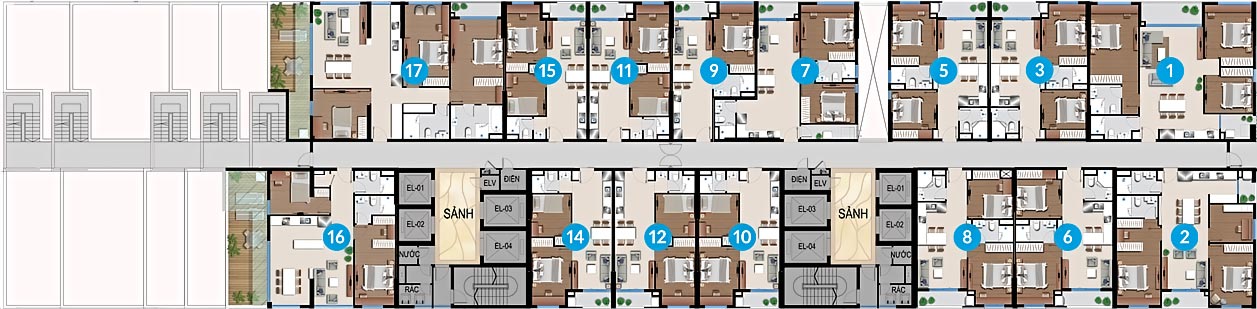 17
15
11
9
7
5
3
1
EL-01
EL-02
SẢNH
ELV
ĐIỆN
EL-03
EL-04
NƯỚC
RÁC
16
14
12
10
ĐIỆN
ELV
EL-03
EL-04
SẢNH
EL-01
EL-02
NƯỚC
RÁC
8
6
2